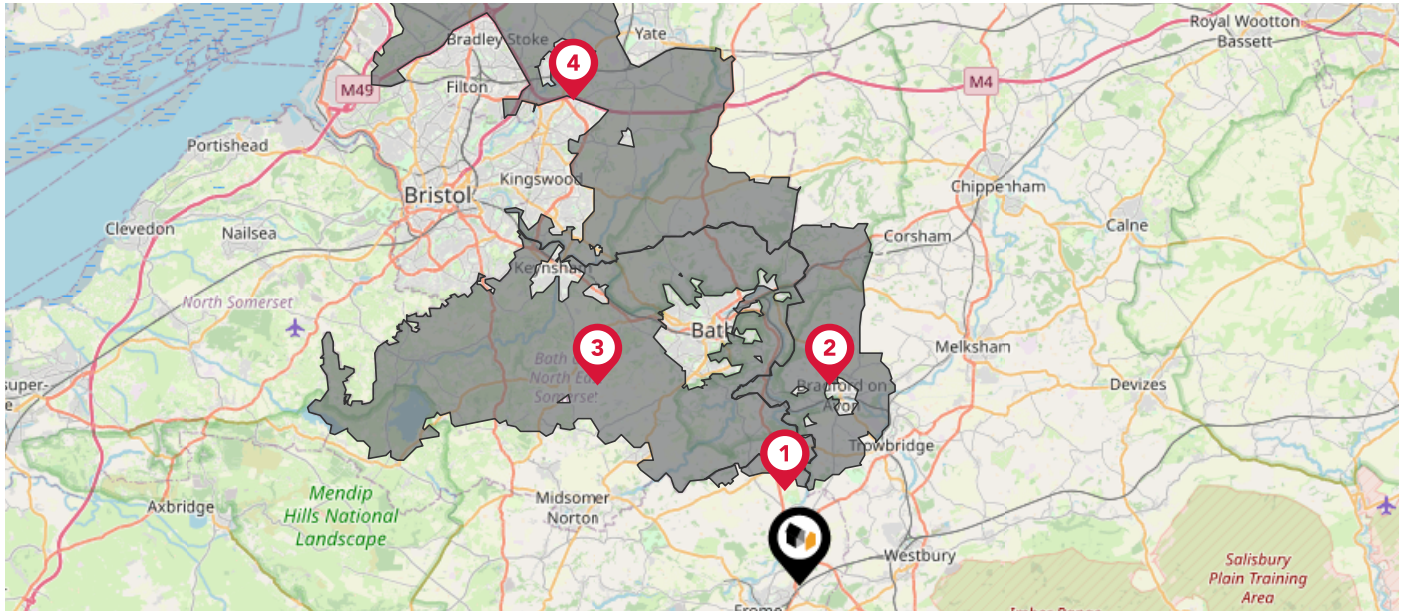 Royal Wootton
Bassett
Bradley Stoke
Yate
4
M4
M49
Filton
Portishead
Kingswood
Bristol
Chippenham
Calne
Clevedon
Nailsea
Corsham
Keynsham
North Somerset
Bath
3
2
Melksham
super-
Bath
North Ea
Somerset
Bradford on
Avon
Devizes
Trowbridge
1
Mendip
Hills National
Landscape
Midsomer
Norton
Axbridge
Westbury
Salisbury
Plain Training
Area
Frome